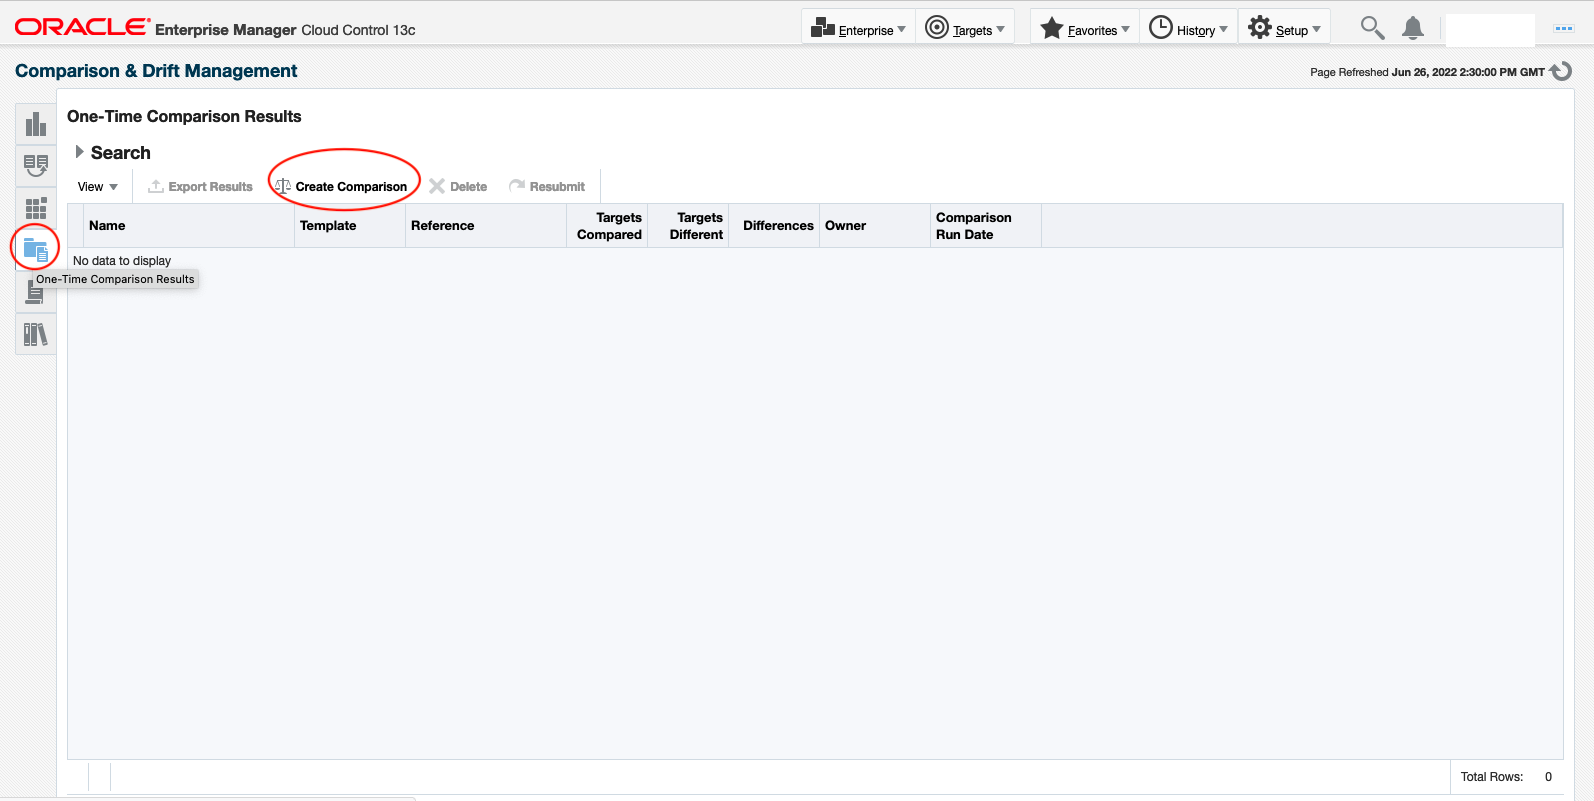 ORACLE Enterprise Manager Cloud Control 13c
Enterprise Targets Favorites History Setup
Comparison & Drift Management
Page Refreshed Jun 26, 2022 2:30:00 PM GMT
One-Time Comparison Results
Search
View Export Results Create Comparison Delete Resubmit
Name Template Reference Targets Compared Targets Different Differences Owner Comparison Run Date
No data to display
One-Time Comparison Results
Total Rows: 0